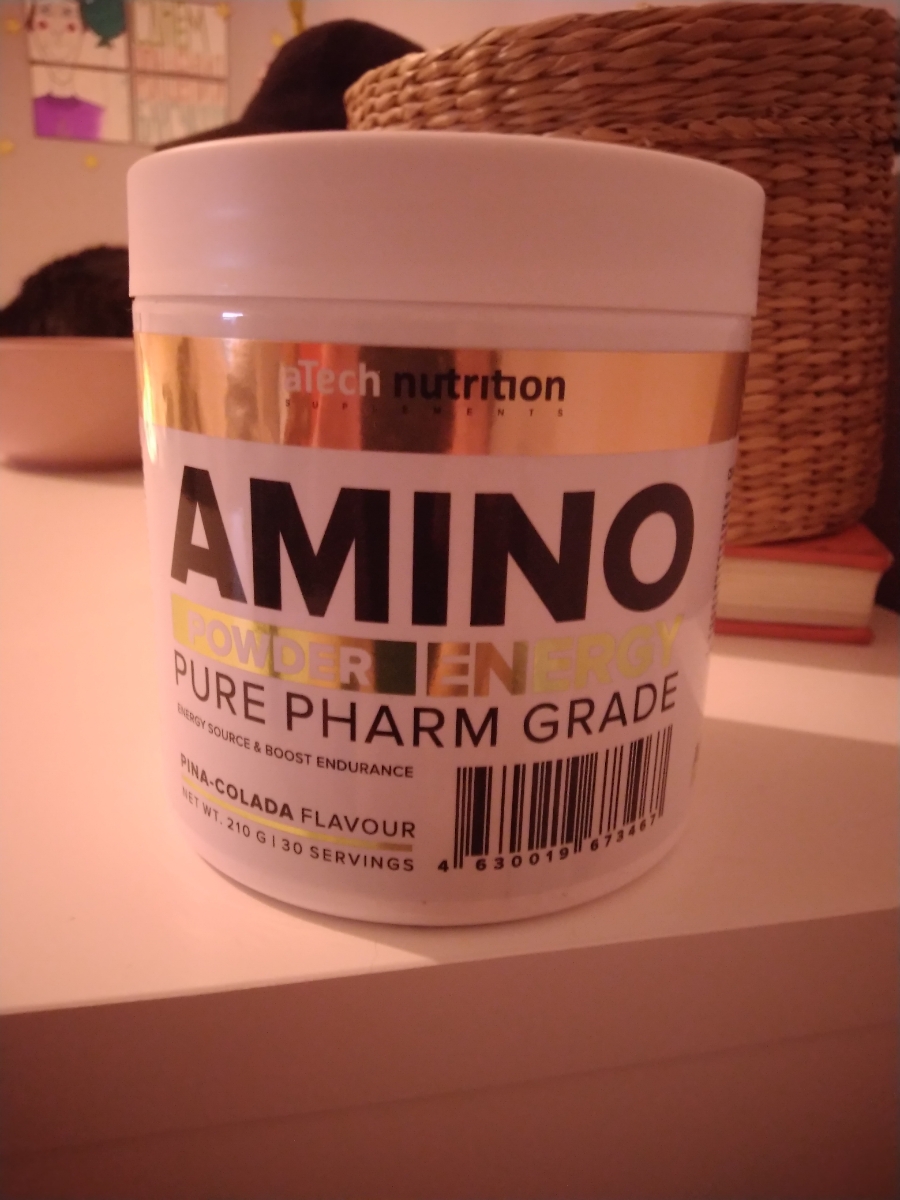 aTech nutrition
SUPLEMENTS
AMINO
POWDER ENERGY
PURE PHARM GRADE
ENERGY SOURCE & BOOST ENDURANCE
PINA-COLADA FLAVOUR
NET WT. 210 G | 30 SERVINGS
4 630019 673467